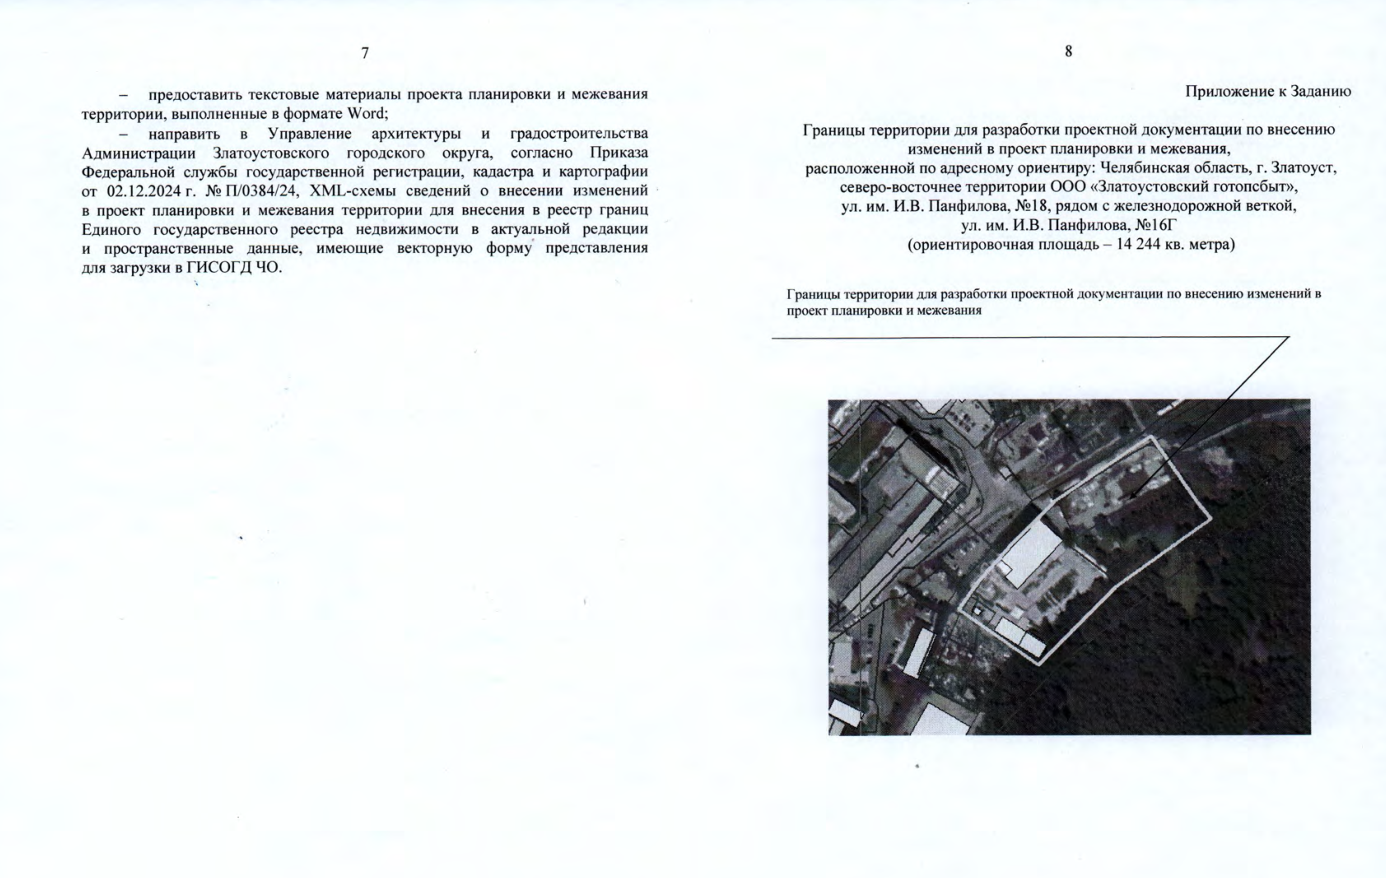 7
– предоставить текстовые материалы проекта планировки и межевания
территории, выполненные в формате Word;
– направить в Управление архитектуры и градостроительства
Администрации Златоустовского городского округа, согласно Приказа
Федеральной службы государственной регистрации, кадастра и картографии
от 02.12.2024 г. № П/0384/24, XML-схемы сведений о внесении изменений
в проект планировки и межевания территории для внесения в реестр границ
Единого государственного реестра недвижимости в актуальной редакции
и пространственные данные, имеющие векторную форму представления
для загрузки в ГИСОГД ЧО.
8
Приложение к Заданию
Границы территории для разработки проектной документации по внесению
изменений в проект планировки и межевания,
расположенной по адресному ориентиру: Челябинская область, г. Златоуст,
северо-восточнее территории ООО «Златоустовский готопсбыт»,
ул. им. И.В. Панфилова, №18, рядом с железнодорожной веткой,
ул. им. И.В. Панфилова, №16Г
(ориентировочная площадь – 14 244 кв. метра)
Границы территории для разработки проектной документации по внесению изменений в
проект планировки и межевания